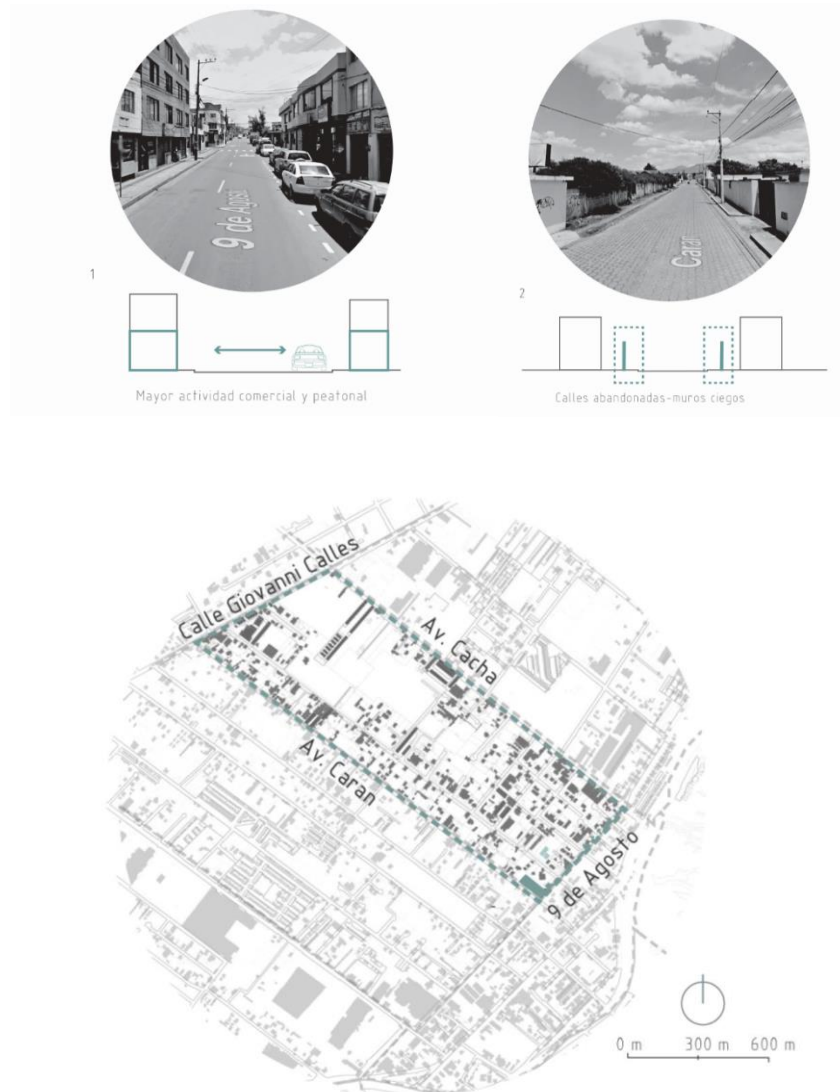 9 de Agost
Caran
1
2
Mayor actividad comercial y peatonal
Calles abandonadas-muros ciegos
Calle Giovanni Calles
Av. Cacha
Av. Caran
9 de Agosto
0 m 300 m 600 m